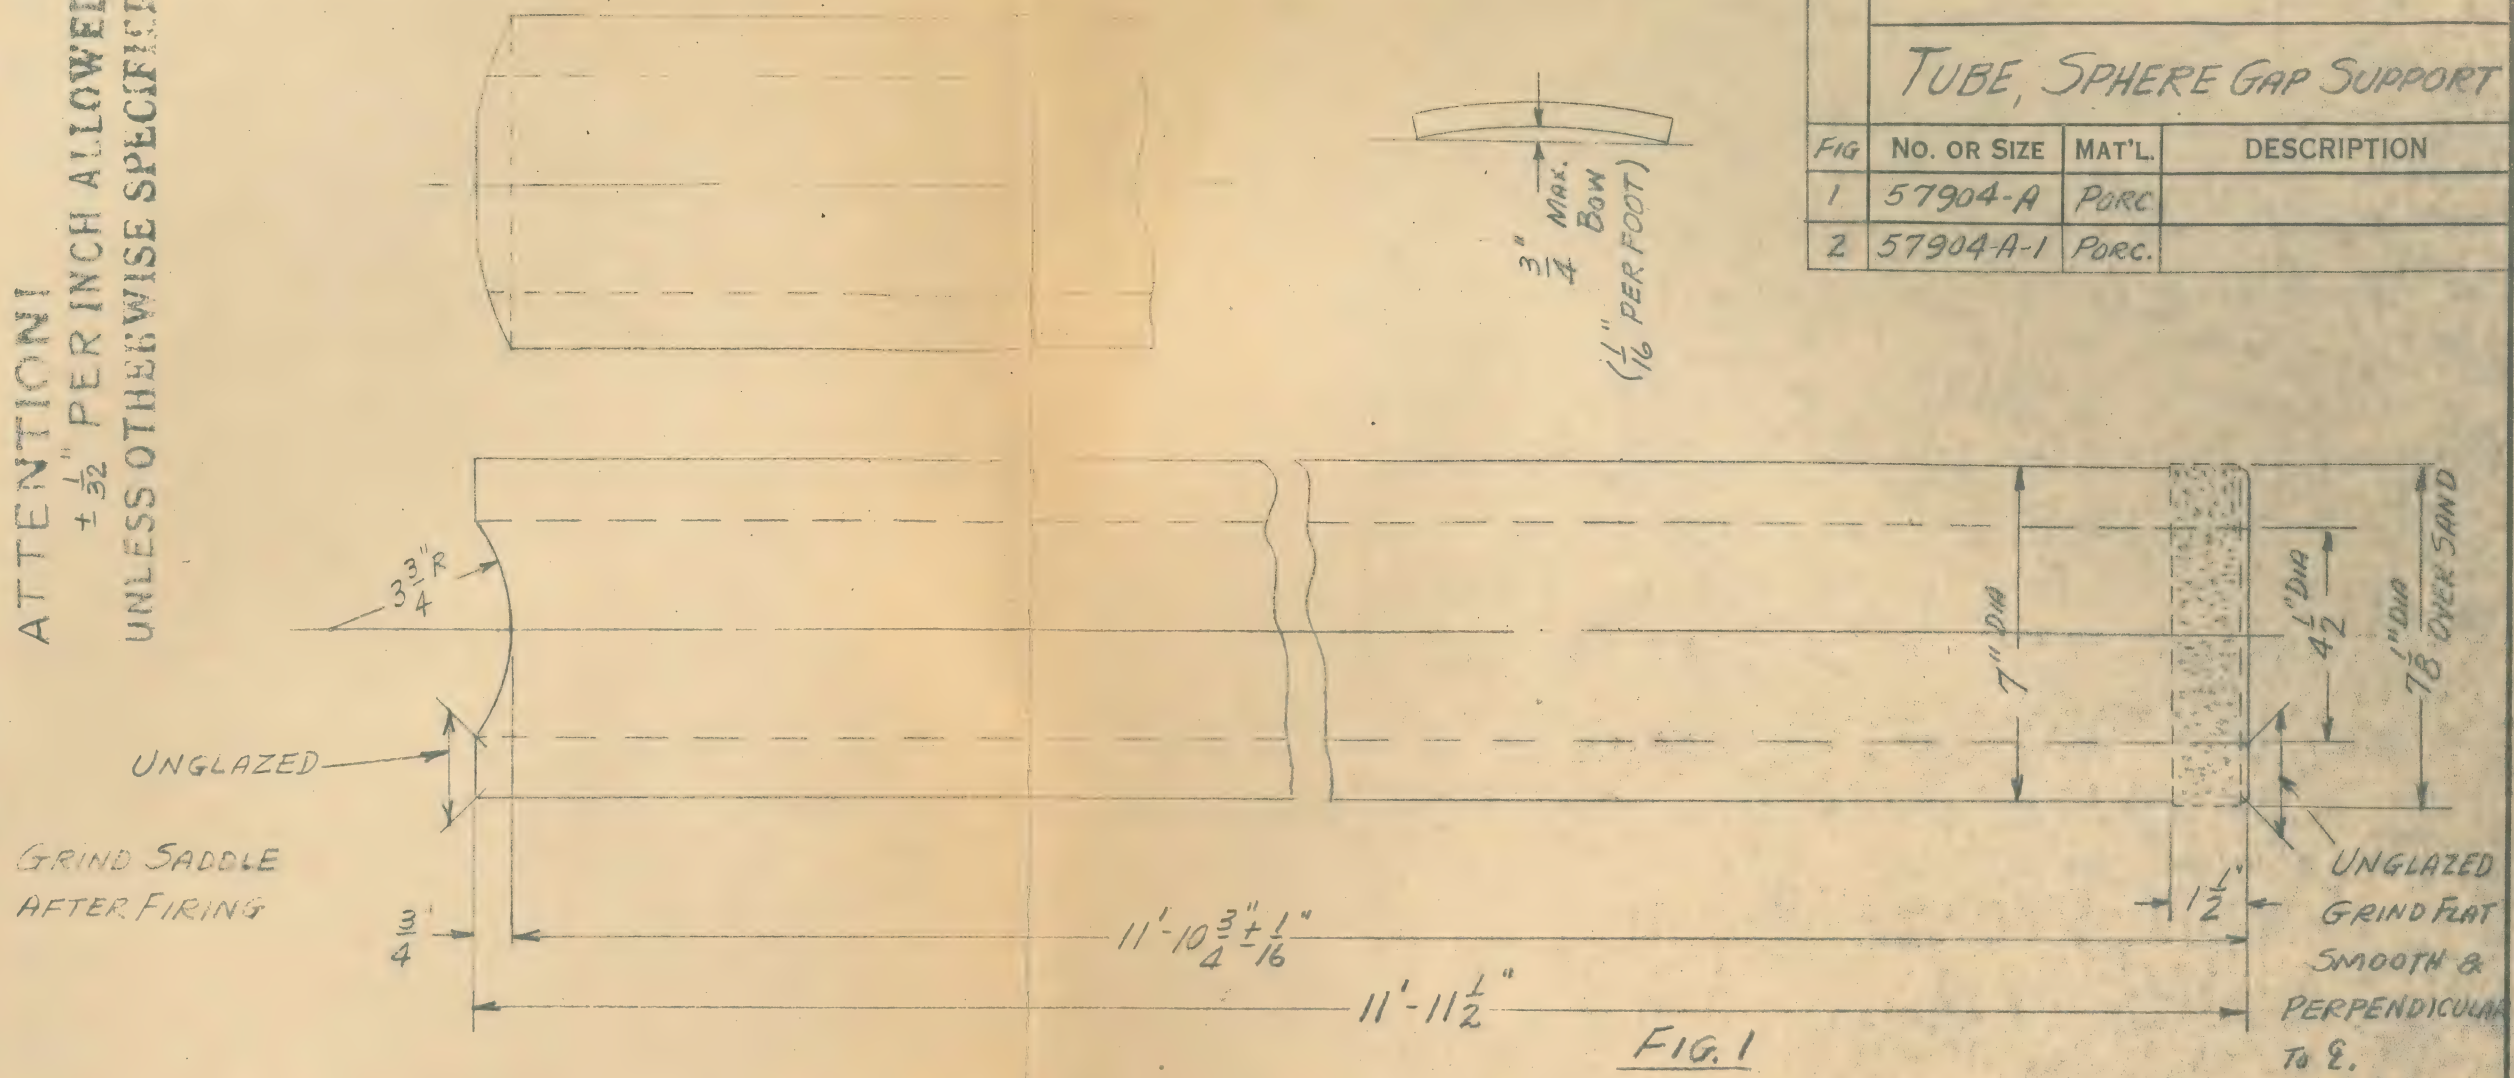 ATTENTION!
± 1/32" PER INCH ALLOWED
UNLESS OTHERWISE SPECIFIED
TUBE, SPHERE GAP SUPPORT
FIG NO. OR SIZE MAT'L. DESCRIPTION
1 57904-A PORC
2 57904-A-1 PORC.
3/4" MAX.
BOW
(1/16" PER FOOT)
3 3/4" R
UNGLAZED
GRIND SADDLE
AFTER FIRING
3/4"
11'-10 3/4" ± 1/16"
11'-11 1/2"
7" DIA
4 1/2" DIA
7 1/8" DIA
OVER SAND
1 1/2"
UNGLAZED
GRIND FLAT
SMOOTH &
PERPENDICULAR
TO ℄.
FIG. 1